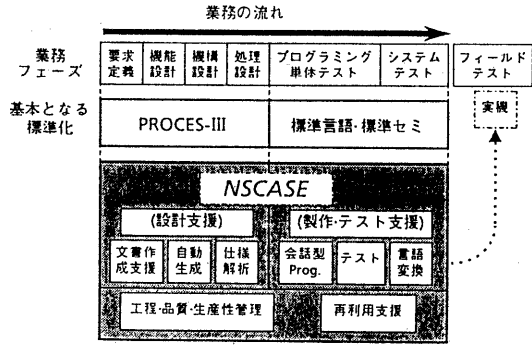 業務の流れ
業務
フェーズ
要求
定義
機能
設計
機構
設計
処理
設計
プログラミング
単体テスト
システム
テスト
フィールド
テスト
基本となる
標準化
PROCES-III
標準言語・標準セミ
実機
NSCASE
(設計支援)
(製作・テスト支援)
文書作
成支援
自動
生成
仕様
解析
会話型
Prog.
テスト
言語
変換
工程・品質・生産性管理
再利用支援